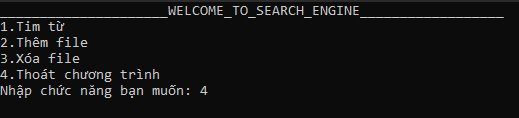 _____________________WELCOME_TO_SEARCH_ENGINE__________________
1.Tìm từ
2.Thêm file
3.Xóa file
4.Thoát chương trình
Nhập chức năng bạn muốn: 4